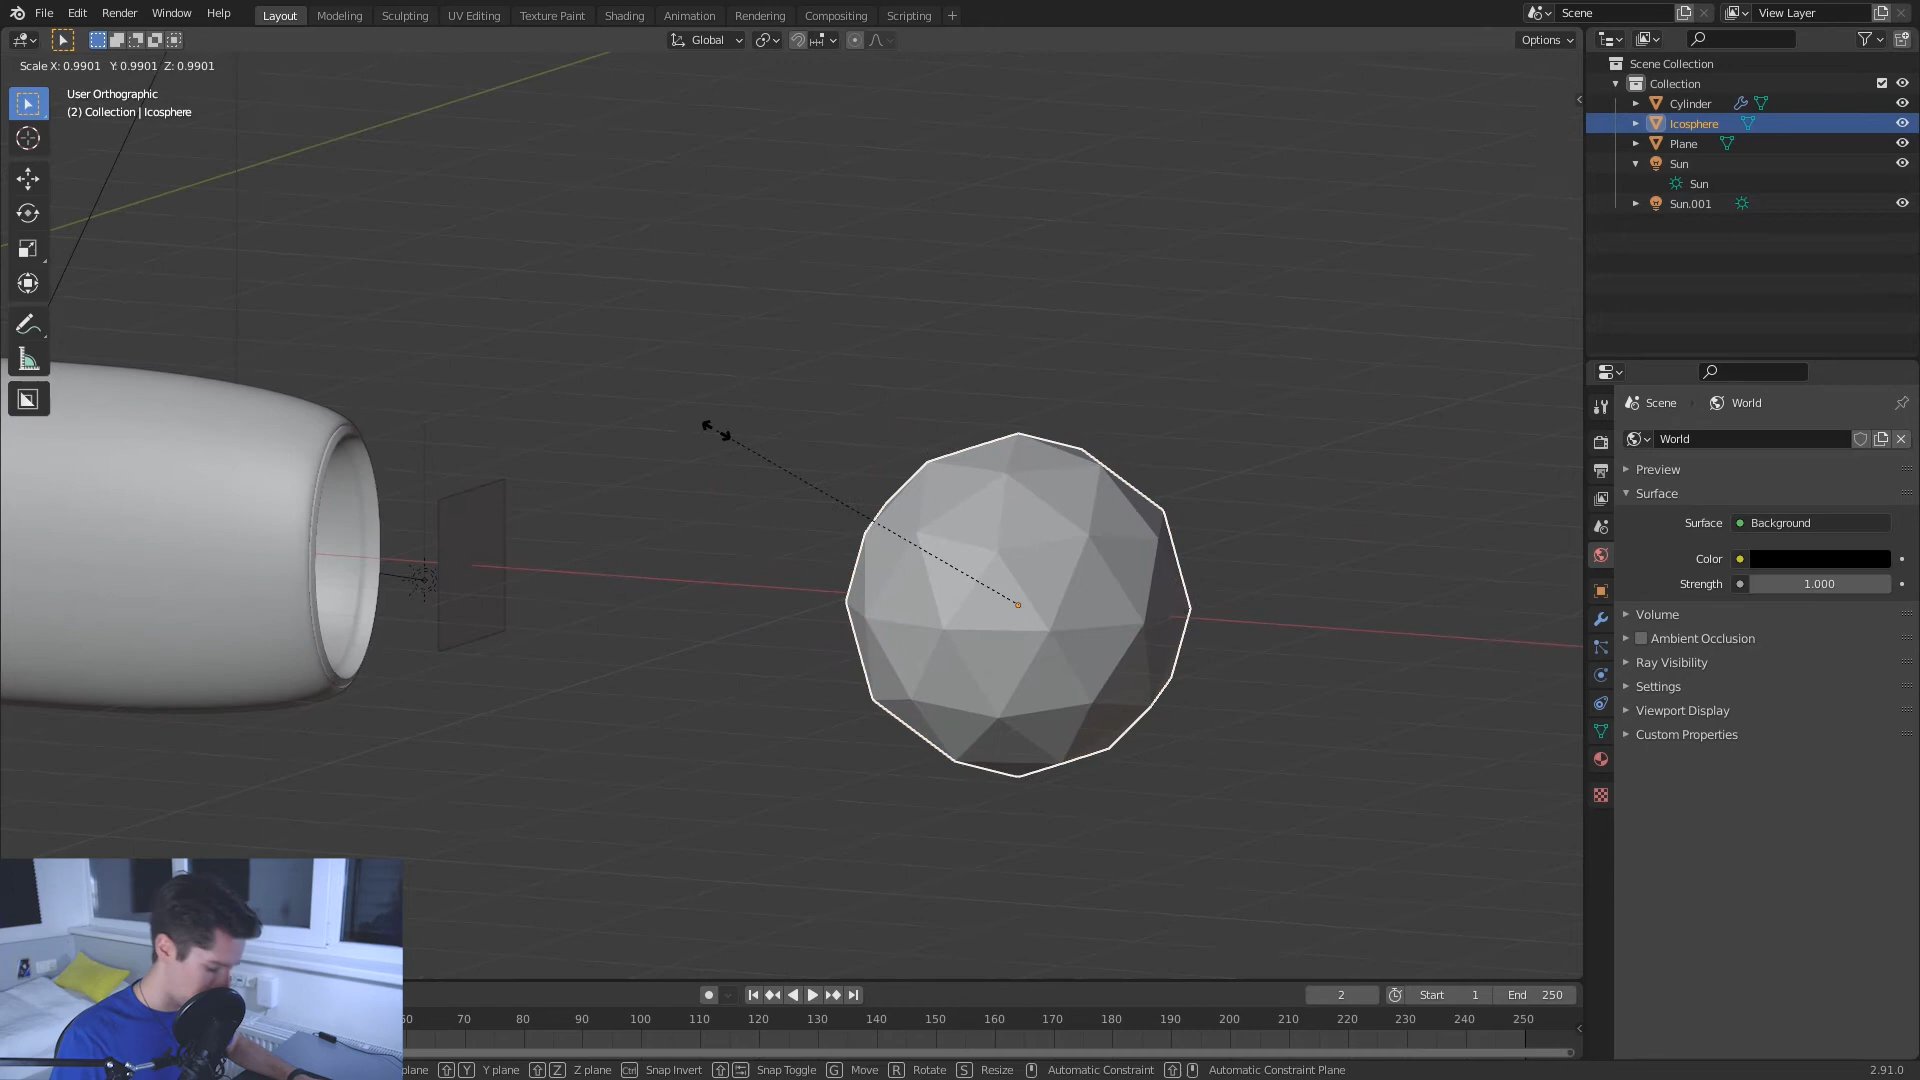 File Edit Render Window Help Layout Modeling Sculpting UV Editing Texture Paint Shading Animation Rendering Compositing Scripting + Scene View Layer
Global Options
Scale X: 0.9901 Y: 0.9901 Z: 0.9901
User Orthographic
(2) Collection | Icosphere
Scene Collection
Collection
Cylinder
Icosphere
Plane
Sun
Sun
Sun.001
Scene World
World
Preview
Surface
Surface Background
Color
Strength 1.000
Volume
Ambient Occlusion
Ray Visibility
Settings
Viewport Display
Custom Properties
2 Start 1 End 250
70 80 90 100 110 120 130 140 150 160 170 180 190 200 210 220 230 240 250
plane Y Y plane Z Z plane Ctrl Snap Invert Snap Toggle G Move R Rotate S Resize Automatic Constraint Automatic Constraint Plane 2.91.0